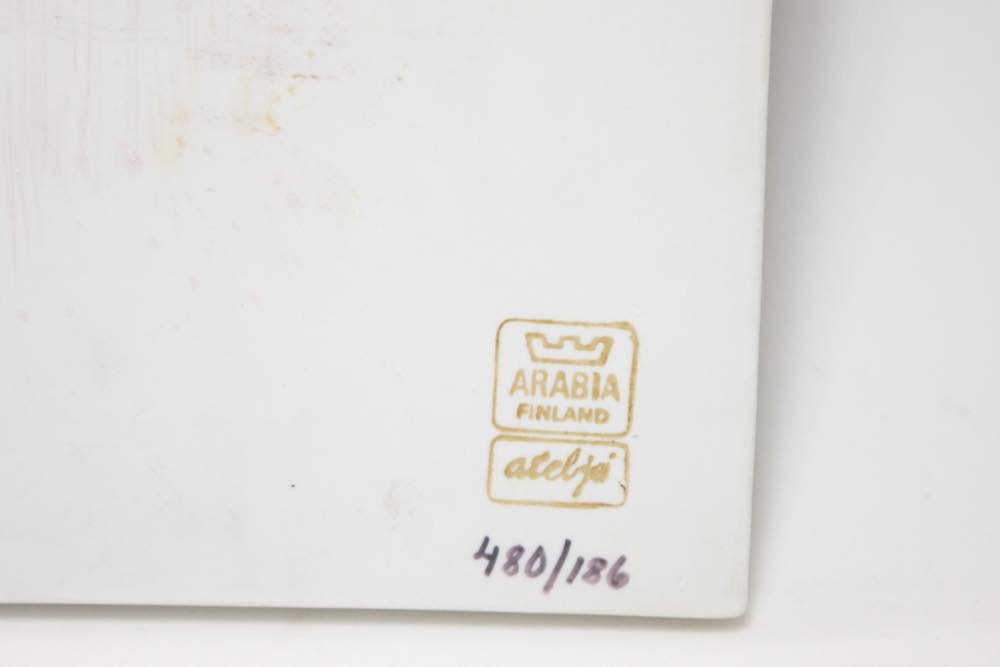 ARABIA
FINLAND
ateljé
480/186